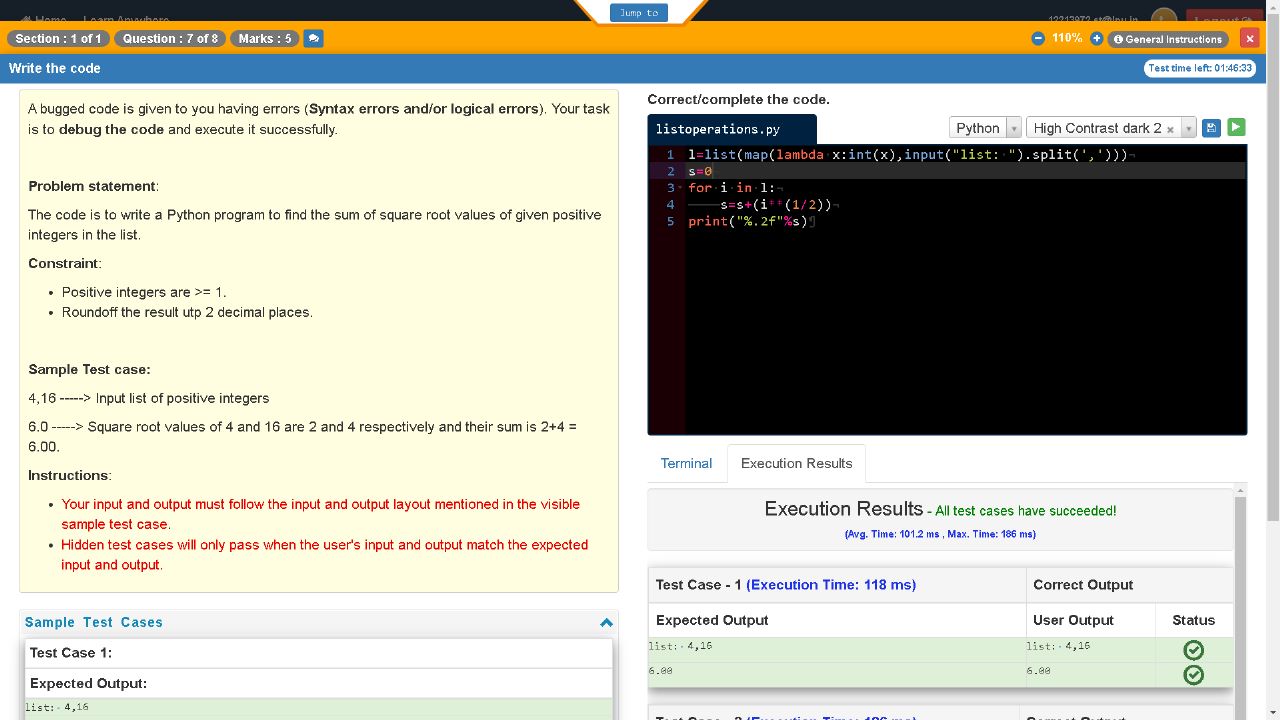 Jump to
Home Learn Anywhere
Section : 1 of 1 Question : 7 of 8 Marks : 5
110% General Instructions
Write the code
Test time left: 01:46:33
A bugged code is given to you having errors (Syntax errors and/or logical errors). Your task
is to debug the code and execute it successfully.
Problem statement:
The code is to write a Python program to find the sum of square root values of given positive
integers in the list.
Constraint:
• Positive integers are >= 1.
• Roundoff the result utp 2 decimal places.
Sample Test case:
4,16 -----> Input list of positive integers
6.0 -----> Square root values of 4 and 16 are 2 and 4 respectively and their sum is 2+4 =
6.00.
Instructions:
• Your input and output must follow the input and output layout mentioned in the visible
sample test case.
• Hidden test cases will only pass when the user's input and output match the expected
input and output.
Sample Test Cases
Test Case 1:
Expected Output:
list:· 4,16
Correct/complete the code.
listoperations.py
Python High Contrast dark 2 ×
1 l=list(map(lambda·x:int(x),input("list:·").split(',')))¬
2 s=0¬
3 for·i·in·l:¬
4 s=s+(i**(1/2))¬
5 print("%.2f"%s)¶
Terminal Execution Results
Execution Results - All test cases have succeeded!
(Avg. Time: 101.2 ms , Max. Time: 186 ms)
Test Case - 1 (Execution Time: 118 ms) Correct Output
Expected Output User Output Status
list:· 4,16 list:· 4,16
6.00 6.00